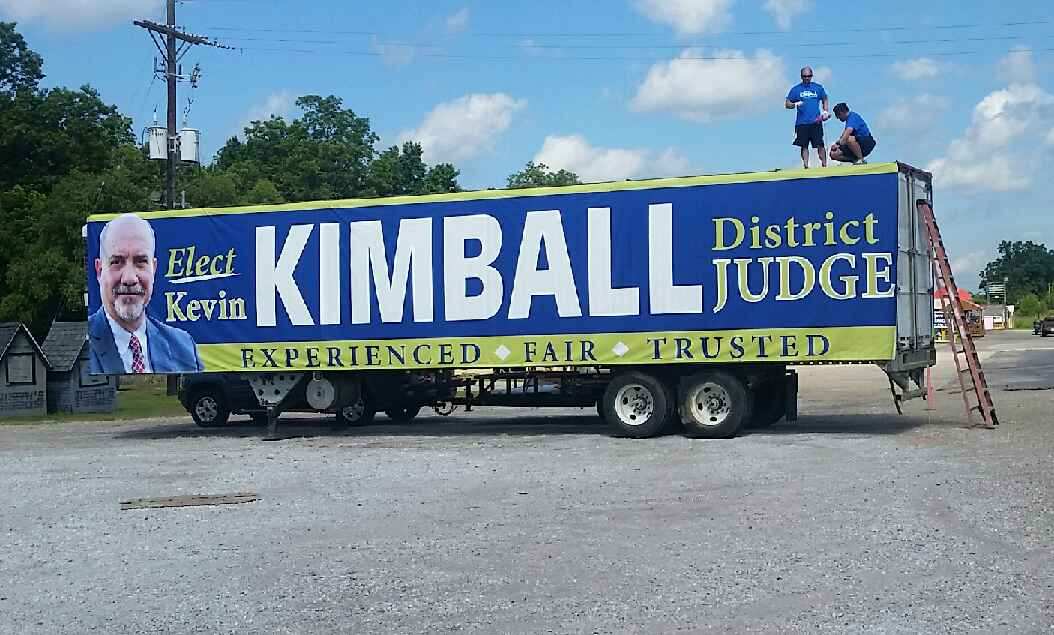 Elect
Kevin
KIMBALL
District
JUDGE
EXPERIENCED FAIR TRUSTED